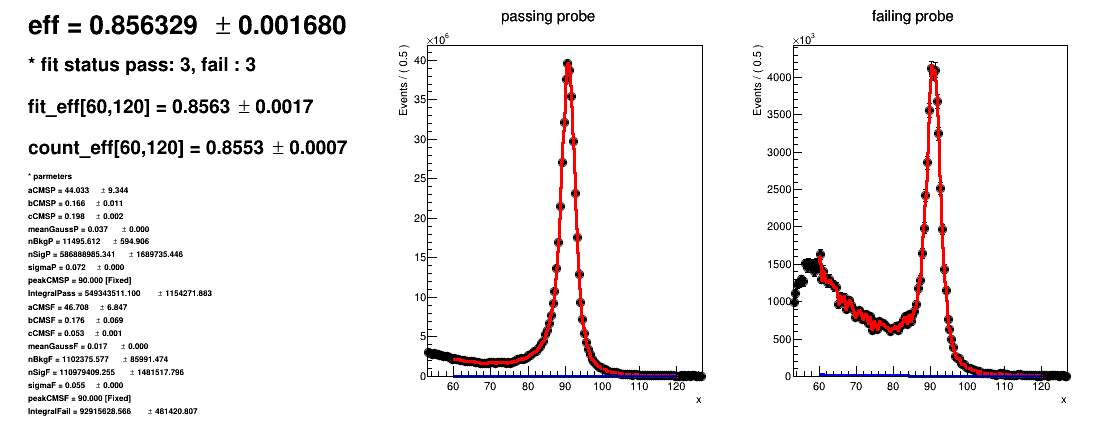 eff = 0.856329 ± 0.001680
* fit status pass: 3, fail : 3
fit_eff[60,120] = 0.8563 ± 0.0017
count_eff[60,120] = 0.8553 ± 0.0007
* parmeters
aCMSP = 44.033 ± 9.344
bCMSP = 0.166 ± 0.011
cCMSP = 0.198 ± 0.002
meanGaussP = 0.037 ± 0.000
nBkgP = 11495.612 ± 594.906
nSigP = 586888985.341 ± 1689735.446
sigmaP = 0.072 ± 0.000
peakCMSP = 90.000 [Fixed]
IntegralPass = 549343511.100 ± 1154271.883
aCMSF = 46.708 ± 6.847
bCMSF = 0.176 ± 0.069
cCMSF = 0.053 ± 0.001
meanGaussF = 0.017 ± 0.000
nBkgF = 1102375.577 ± 85991.474
nSigF = 110979409.255 ± 1481517.796
sigmaF = 0.055 ± 0.000
peakCMSF = 90.000 [Fixed]
IntegralFail = 92915628.566 ± 481420.807
passing probe
×10⁶
Events / ( 0.5 )
40
35
30
25
20
15
10
5
0
60 70 80 90 100 110 120
x
failing probe
×10³
Events / ( 0.5 )
4000
3500
3000
2500
2000
1500
1000
500
0
60 70 80 90 100 110 120
x